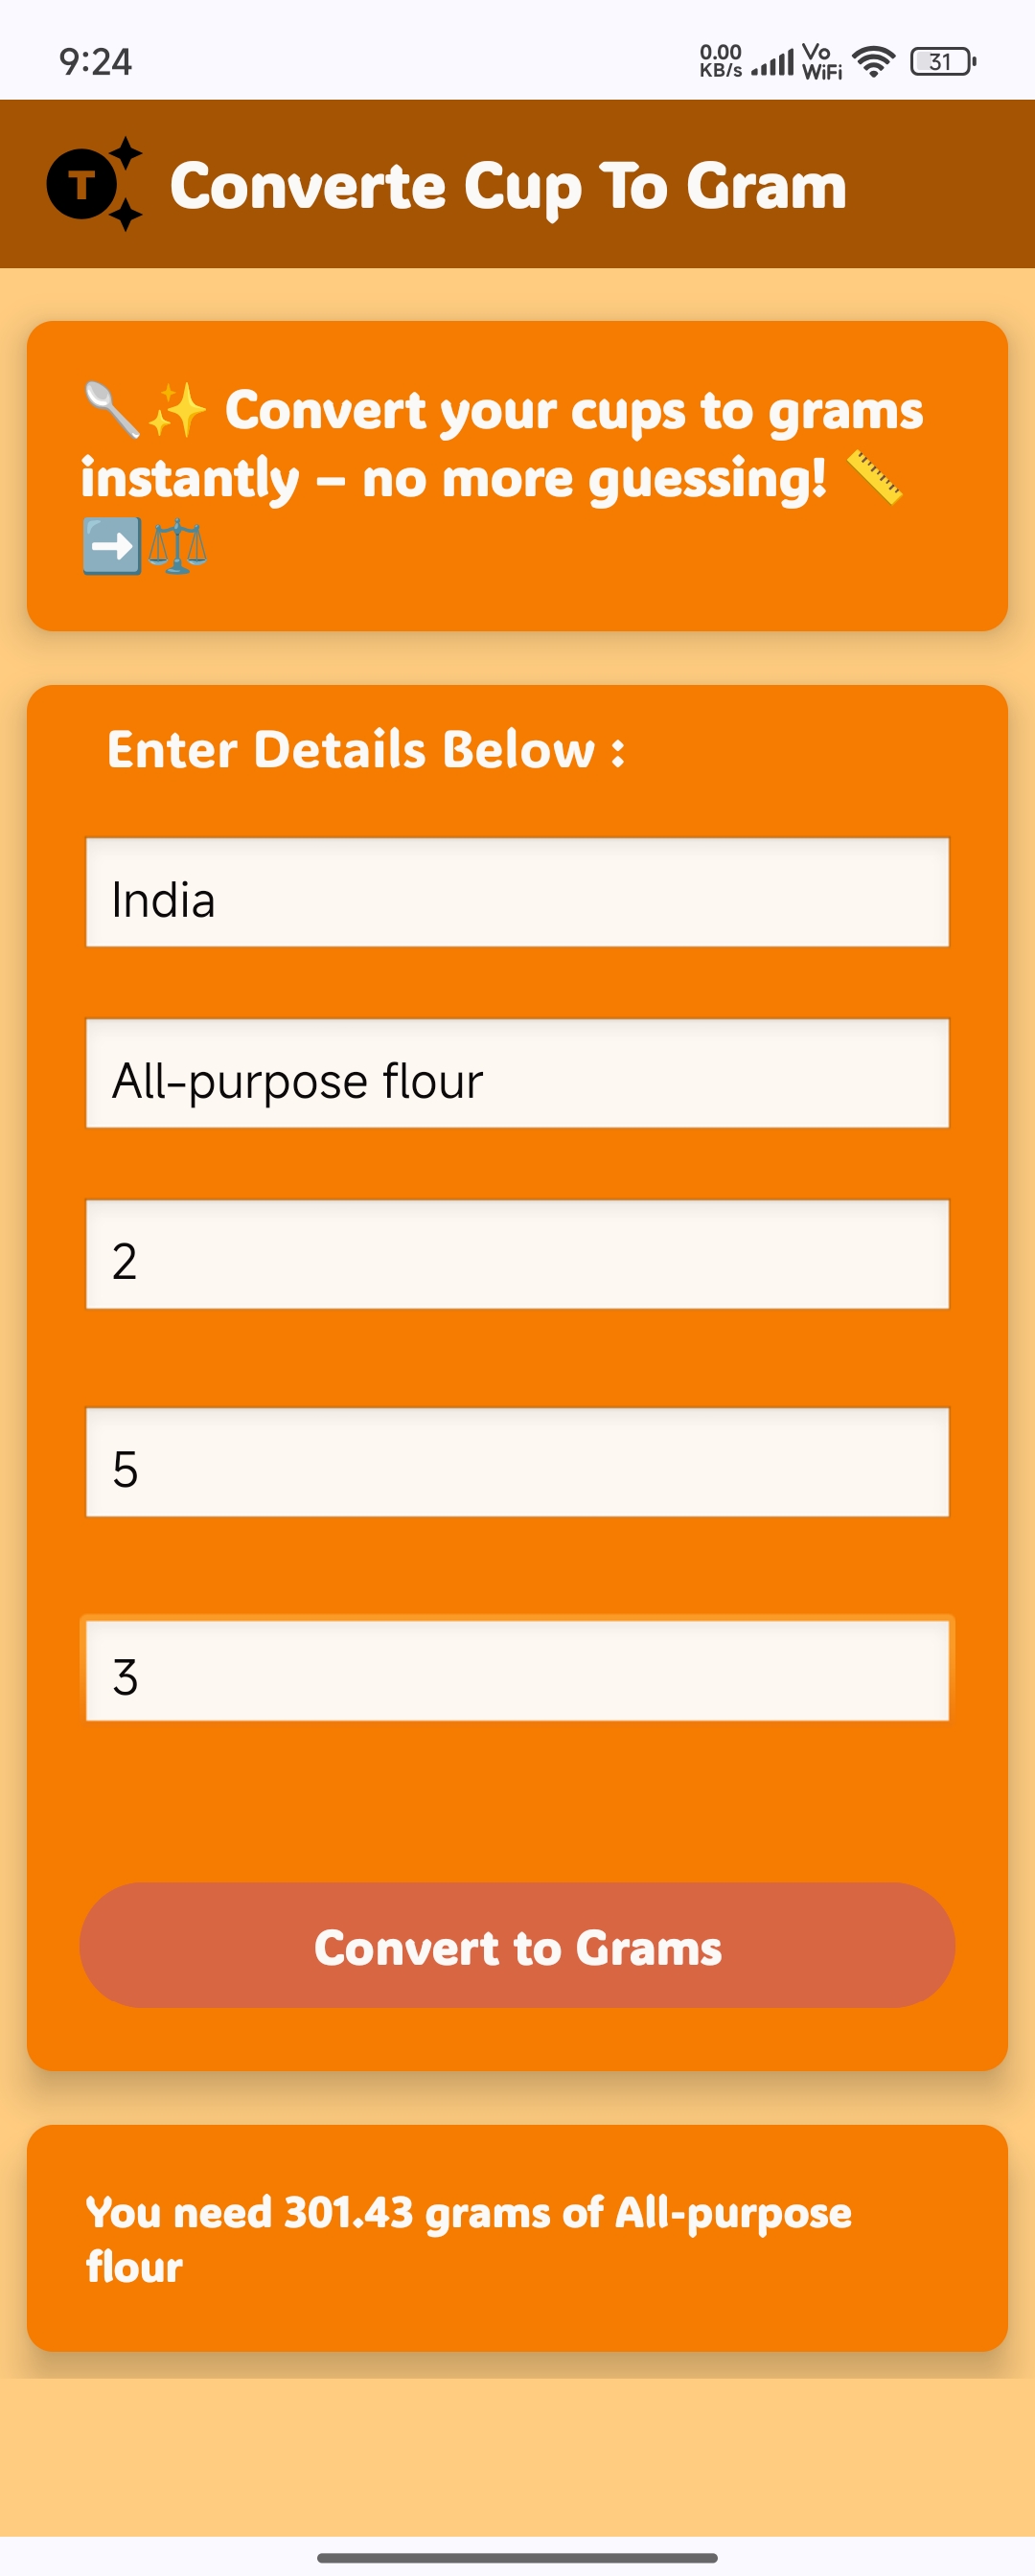 9:24
0.00
KB/s
Vo
WiFi
31
T
Converte Cup To Gram
🥄✨ Convert your cups to grams
instantly – no more guessing! 📏
➡️⚖️
Enter Details Below :
India
All-purpose flour
2
5
3
Convert to Grams
You need 301.43 grams of All-purpose
flour